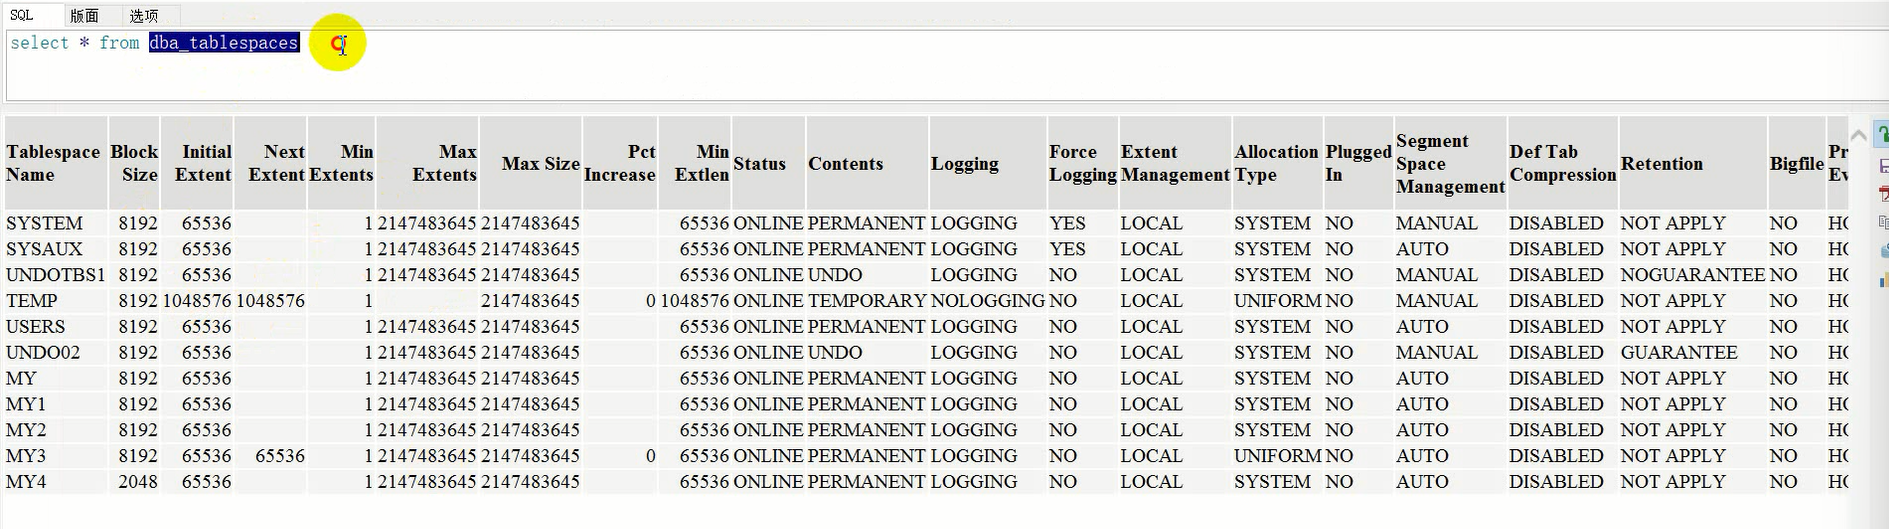 SQL 版面 选项
select * from dba_tablespaces
Tablespace Name Block Size Initial Extent Next Extent Min Extents Max Extents Max Size Pct Increase Min Extlen Status Contents Logging Force Logging Extent Management Allocation Type Plugged In Segment Space Management Def Tab Compression Retention Bigfile
SYSTEM 8192 65536 1 2147483645 2147483645 65536 ONLINE PERMANENT LOGGING YES LOCAL SYSTEM NO MANUAL DISABLED NOT APPLY NO
SYSAUX 8192 65536 1 2147483645 2147483645 65536 ONLINE PERMANENT LOGGING YES LOCAL SYSTEM NO AUTO DISABLED NOT APPLY NO
UNDOTBS1 8192 65536 1 2147483645 2147483645 65536 ONLINE UNDO LOGGING NO LOCAL SYSTEM NO MANUAL DISABLED NOGUARANTEE NO
TEMP 8192 1048576 1048576 1 2147483645 0 1048576 ONLINE TEMPORARY NOLOGGING NO LOCAL UNIFORM NO MANUAL DISABLED NOT APPLY NO
USERS 8192 65536 1 2147483645 2147483645 65536 ONLINE PERMANENT LOGGING NO LOCAL SYSTEM NO AUTO DISABLED NOT APPLY NO
UNDO02 8192 65536 1 2147483645 2147483645 65536 ONLINE UNDO LOGGING NO LOCAL SYSTEM NO MANUAL DISABLED GUARANTEE NO
MY 8192 65536 1 2147483645 2147483645 65536 ONLINE PERMANENT LOGGING NO LOCAL SYSTEM NO AUTO DISABLED NOT APPLY NO
MY1 8192 65536 1 2147483645 2147483645 65536 ONLINE PERMANENT LOGGING NO LOCAL SYSTEM NO AUTO DISABLED NOT APPLY NO
MY2 8192 65536 1 2147483645 2147483645 65536 ONLINE PERMANENT LOGGING NO LOCAL SYSTEM NO AUTO DISABLED NOT APPLY NO
MY3 8192 65536 65536 1 2147483645 2147483645 0 65536 ONLINE PERMANENT LOGGING NO LOCAL UNIFORM NO AUTO DISABLED NOT APPLY NO
MY4 2048 65536 1 2147483645 2147483645 65536 ONLINE PERMANENT LOGGING NO LOCAL SYSTEM NO AUTO DISABLED NOT APPLY NO